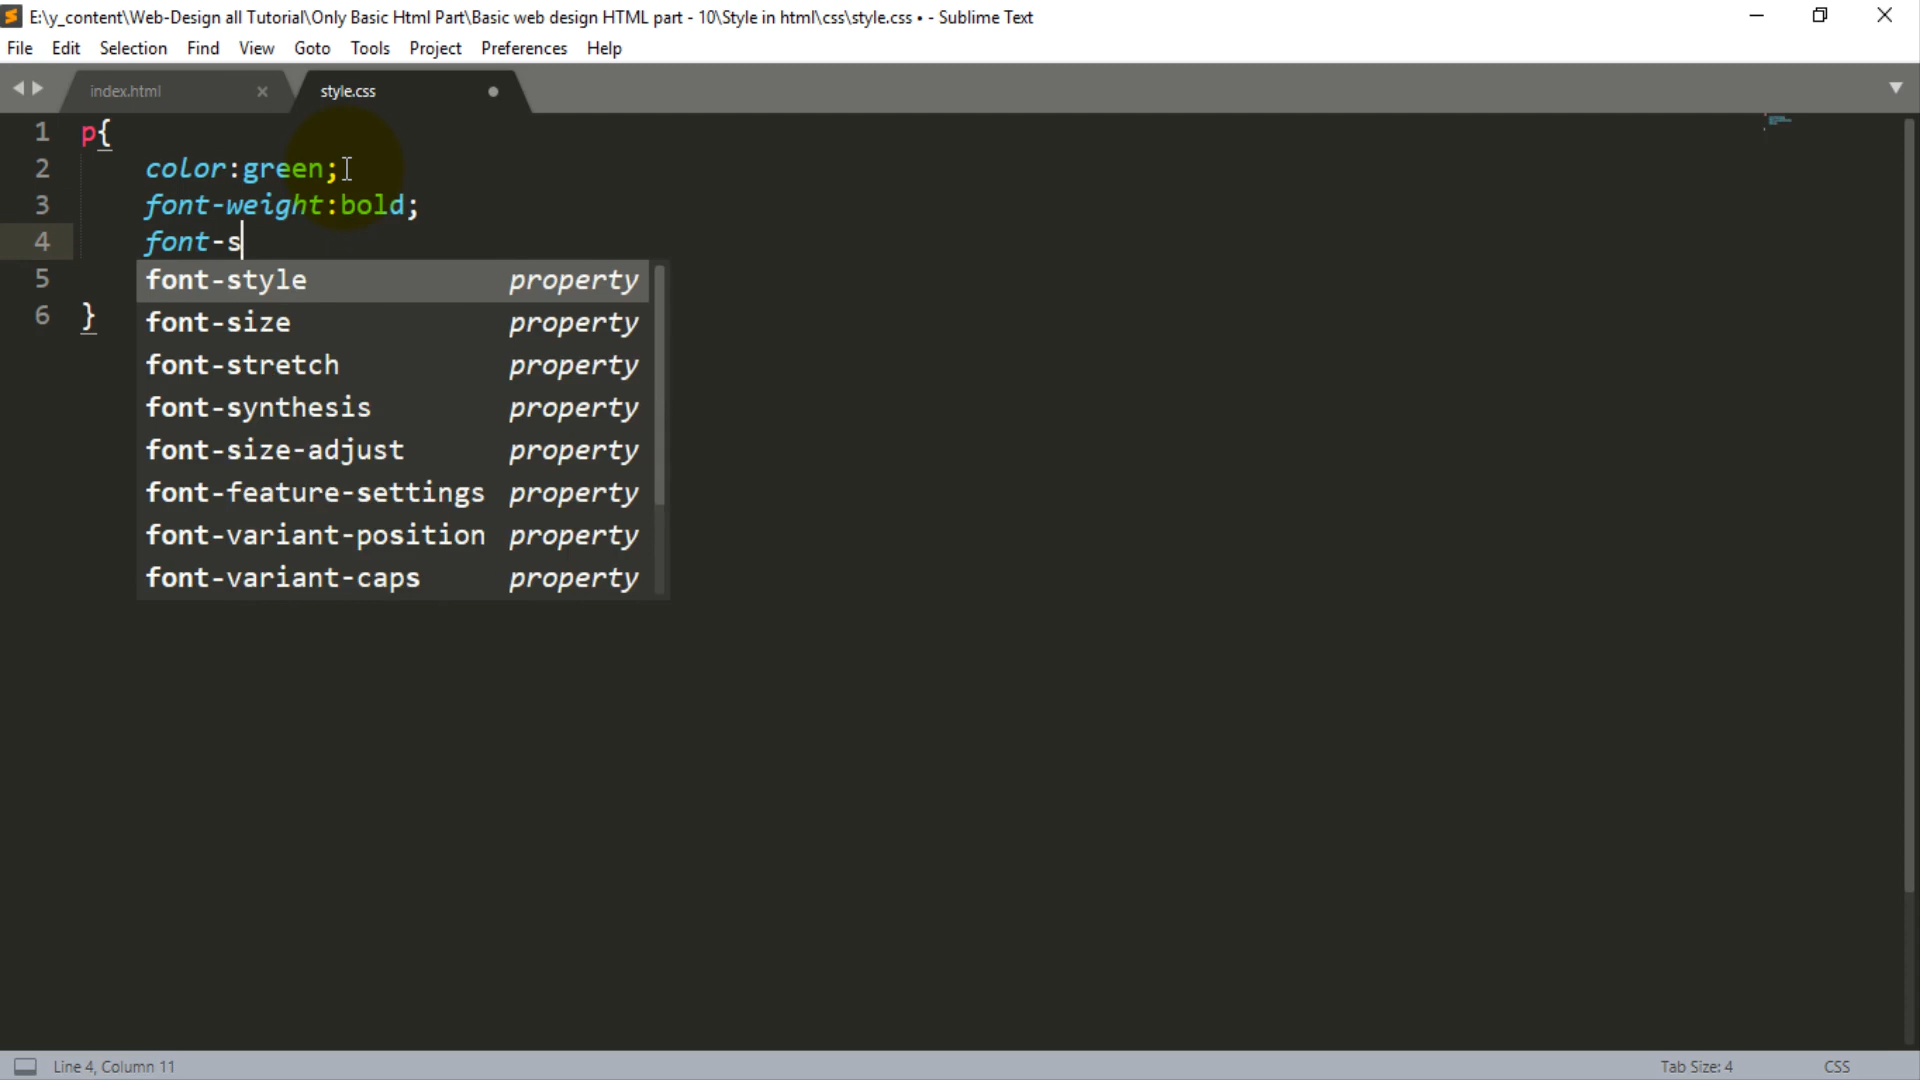 E:\y_content\Web-Design all Tutorial\Only Basic Html Part\Basic web design HTML part - 10\Style in html\css\style.css • - Sublime Text
File Edit Selection Find View Goto Tools Project Preferences Help
index.html × style.css
1 p{
2 color:green;
3 font-weight:bold;
4 font-s
5 font-style property
font-size property
6 }
font-stretch property
font-synthesis property
font-size-adjust property
font-feature-settings property
font-variant-position property
font-variant-caps property
Line 4, Column 11 Tab Size: 4 CSS